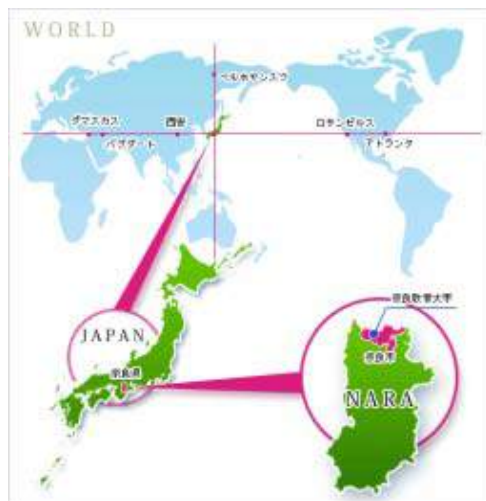 WORLD
ベルホヤンスク
ダマスカス
西安
ロサンゼルス
バグダード
アトランタ
奈良教育大学
JAPAN
奈良市
奈良県
NARA